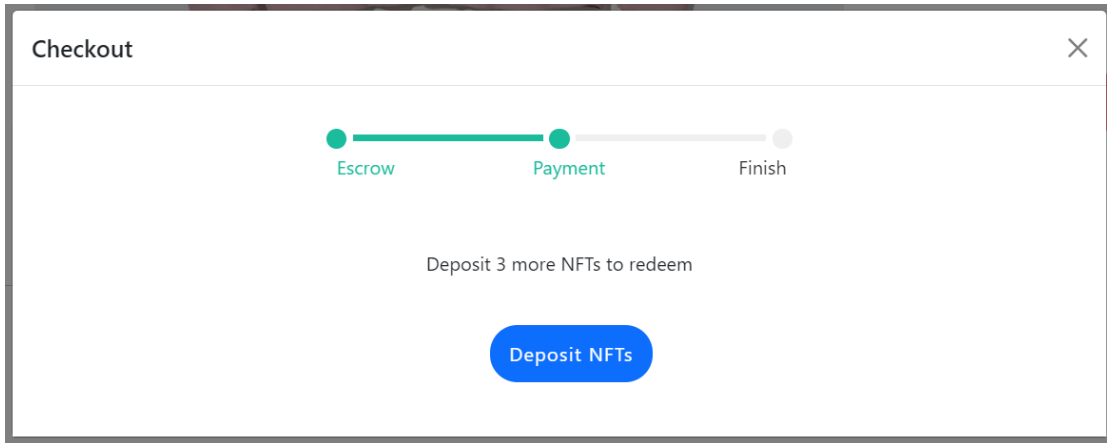 Checkout
Escrow Payment Finish
Deposit 3 more NFTs to redeem
Deposit NFTs